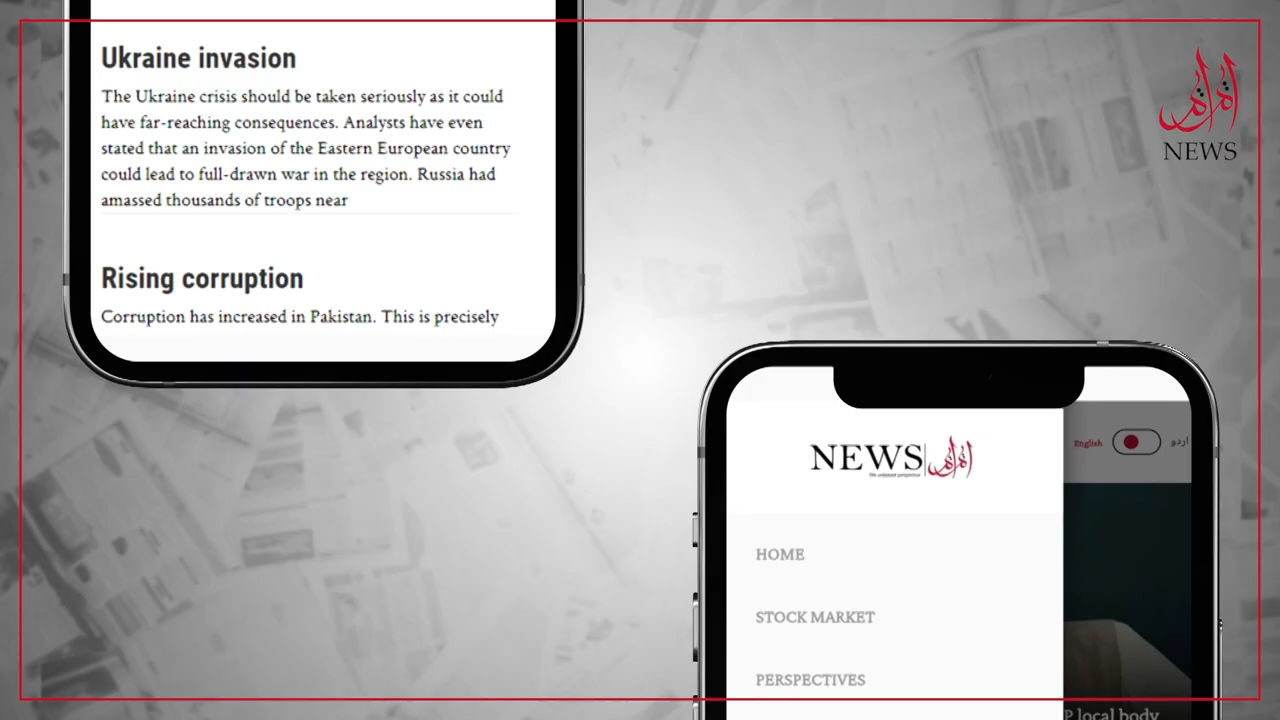 Ukraine invasion
The Ukraine crisis should be taken seriously as it could
have far-reaching consequences. Analysts have even
stated that an invasion of the Eastern European country
could lead to full-drawn war in the region. Russia had
amassed thousands of troops near
Rising corruption
Corruption has increased in Pakistan. This is precisely
NEWS
NEWS
English
اردو
HOME
STOCK MARKET
PERSPECTIVES
P local body